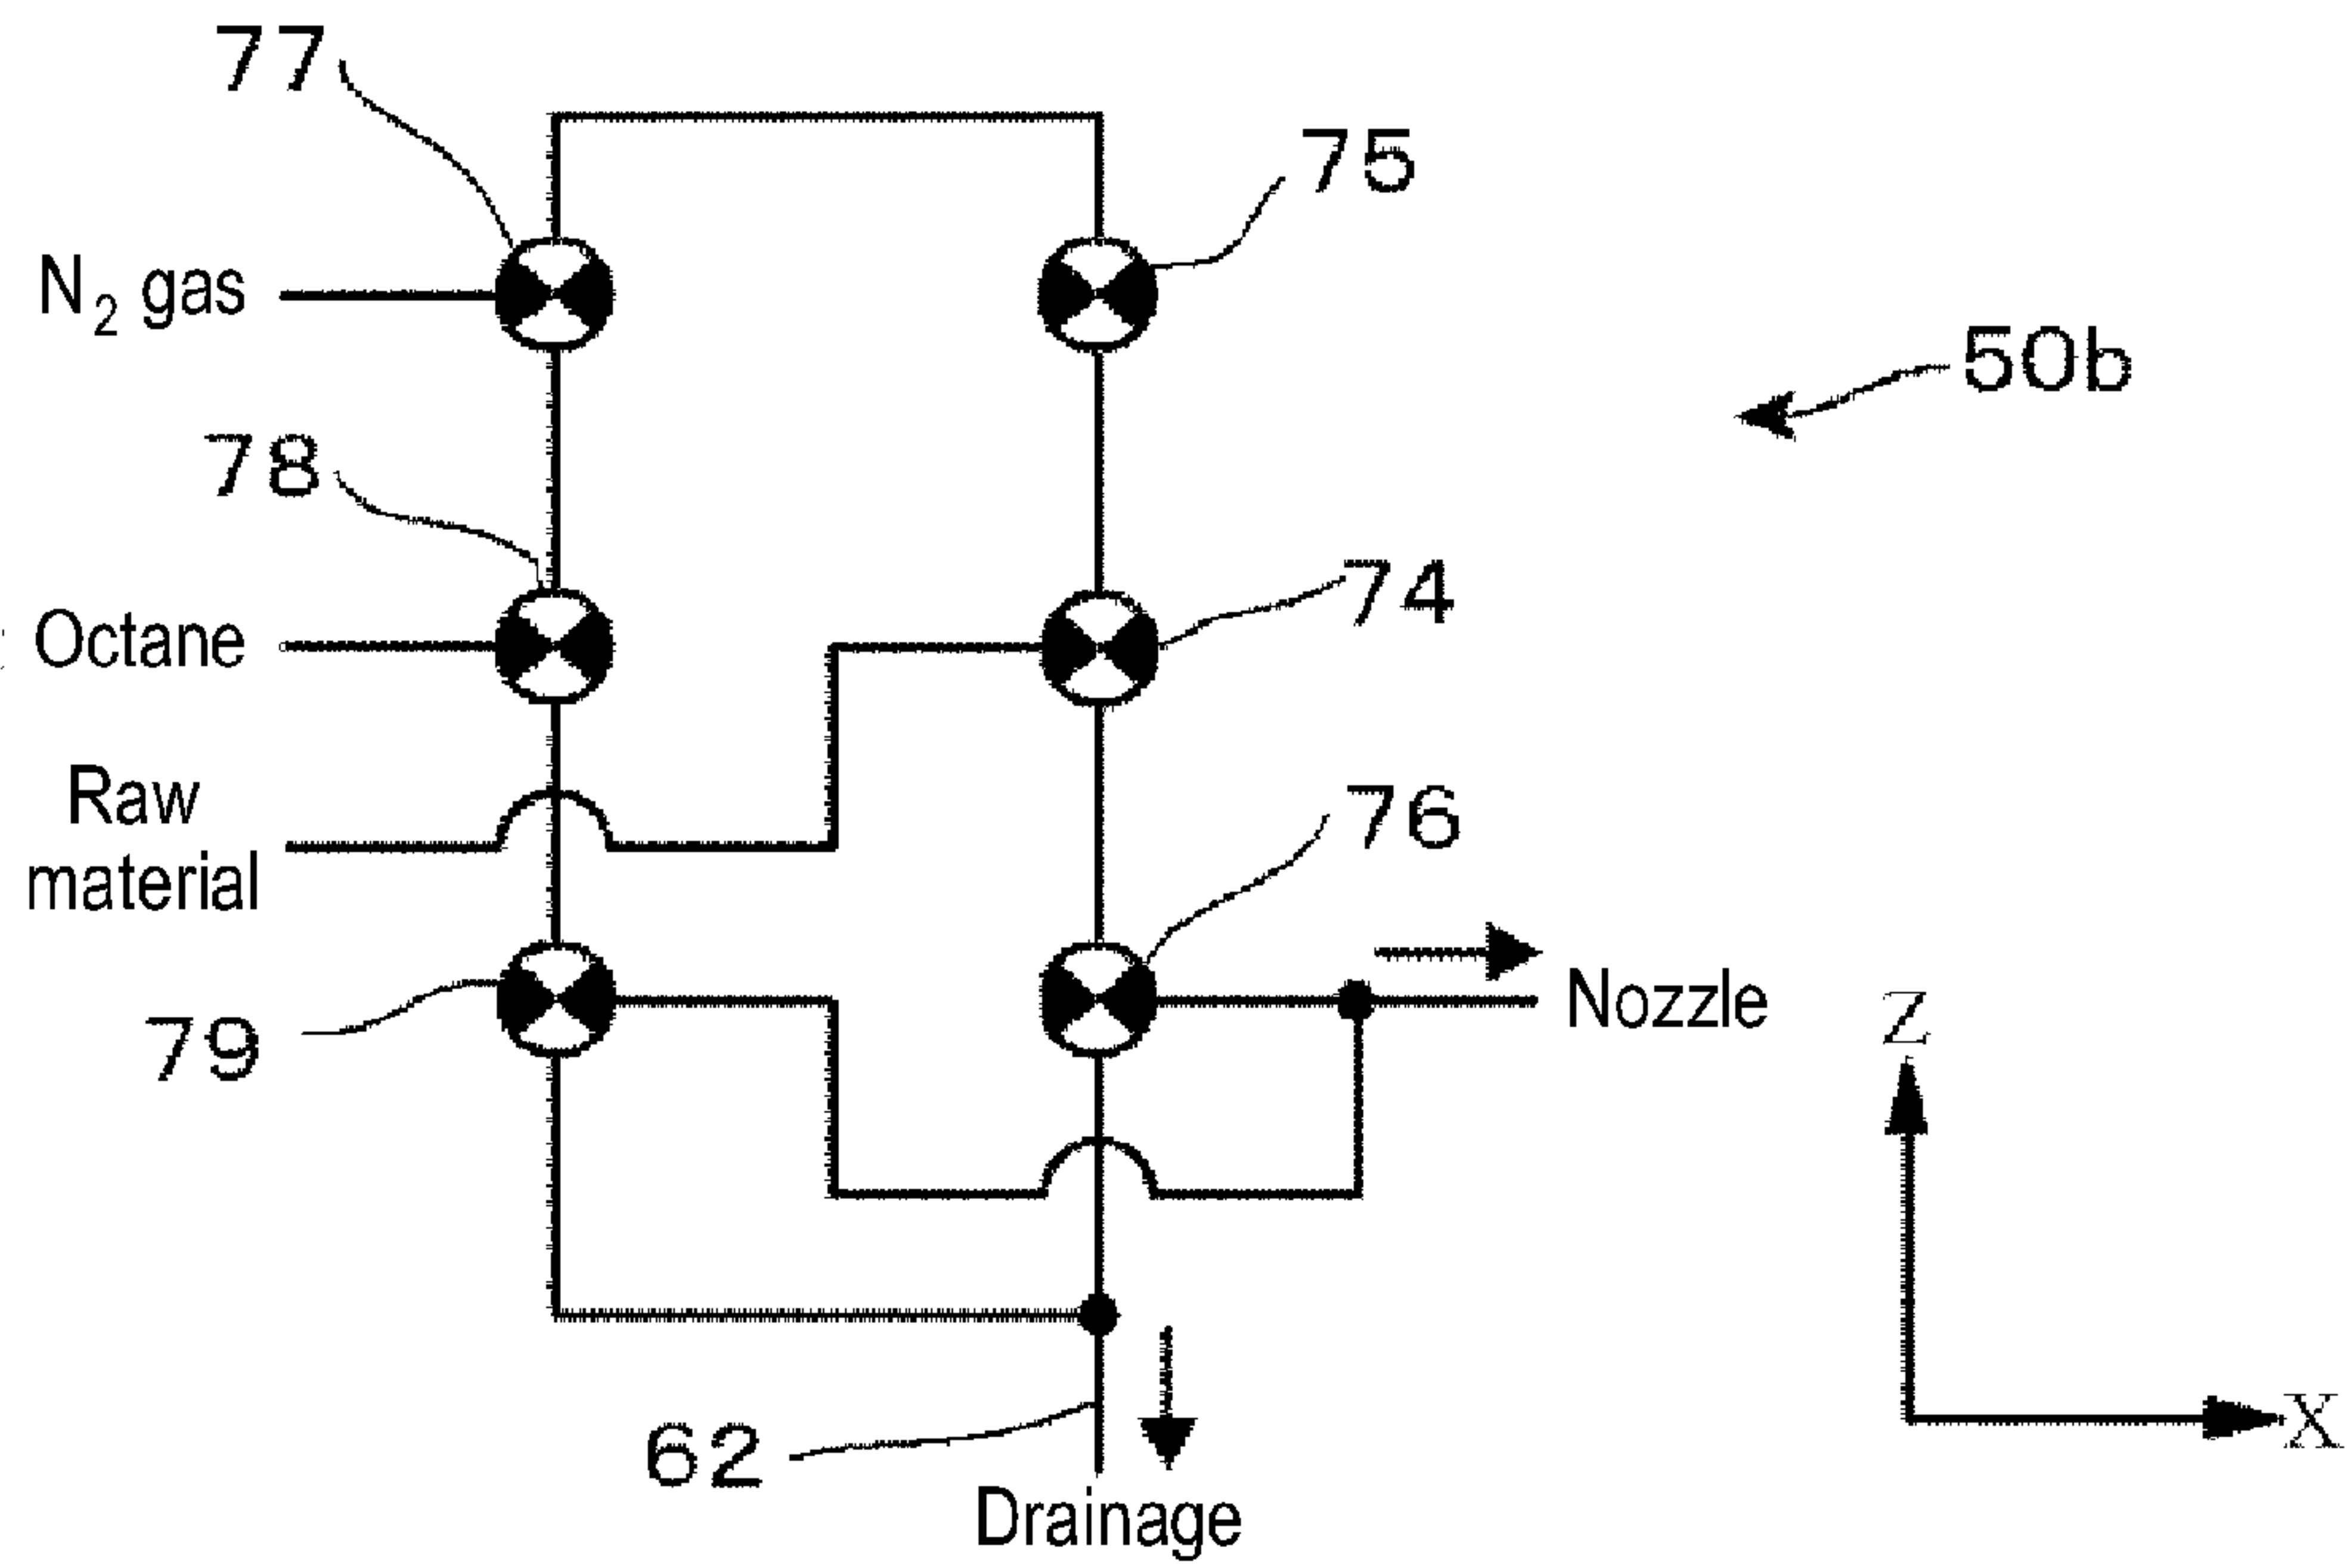 77
75
N2 gas
50b
78
74
Octane
Raw
material
76
Nozzle
79
Z
62
X
Drainage